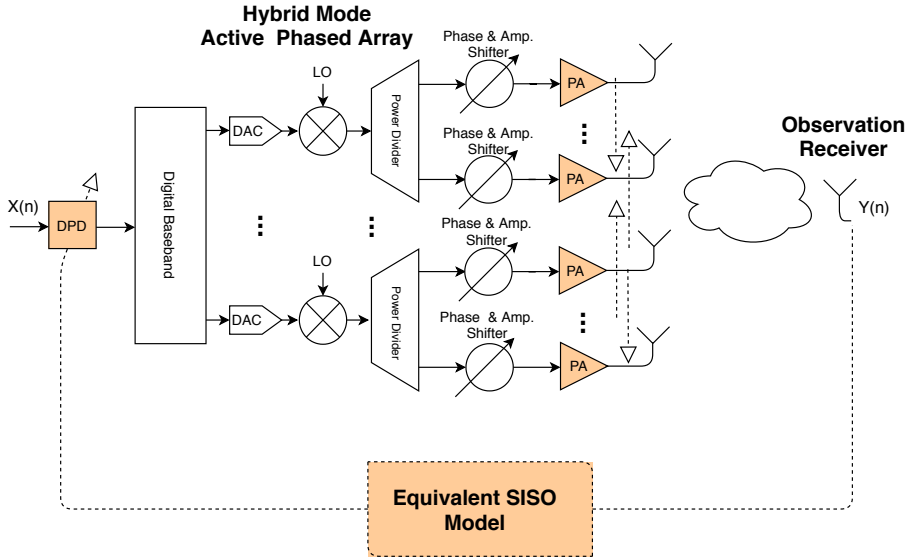 Hybrid Mode
Active Phased Array
Observation
Receiver
X(n)
DPD
Digital Baseband
DAC
LO
Power Divider
Phase & Amp.
Shifter
PA
Phase & Amp.
Shifter
PA
DAC
LO
Power Divider
Phase & Amp.
Shifter
PA
Phase & Amp.
Shifter
PA
Y(n)
Equivalent SISO
Model